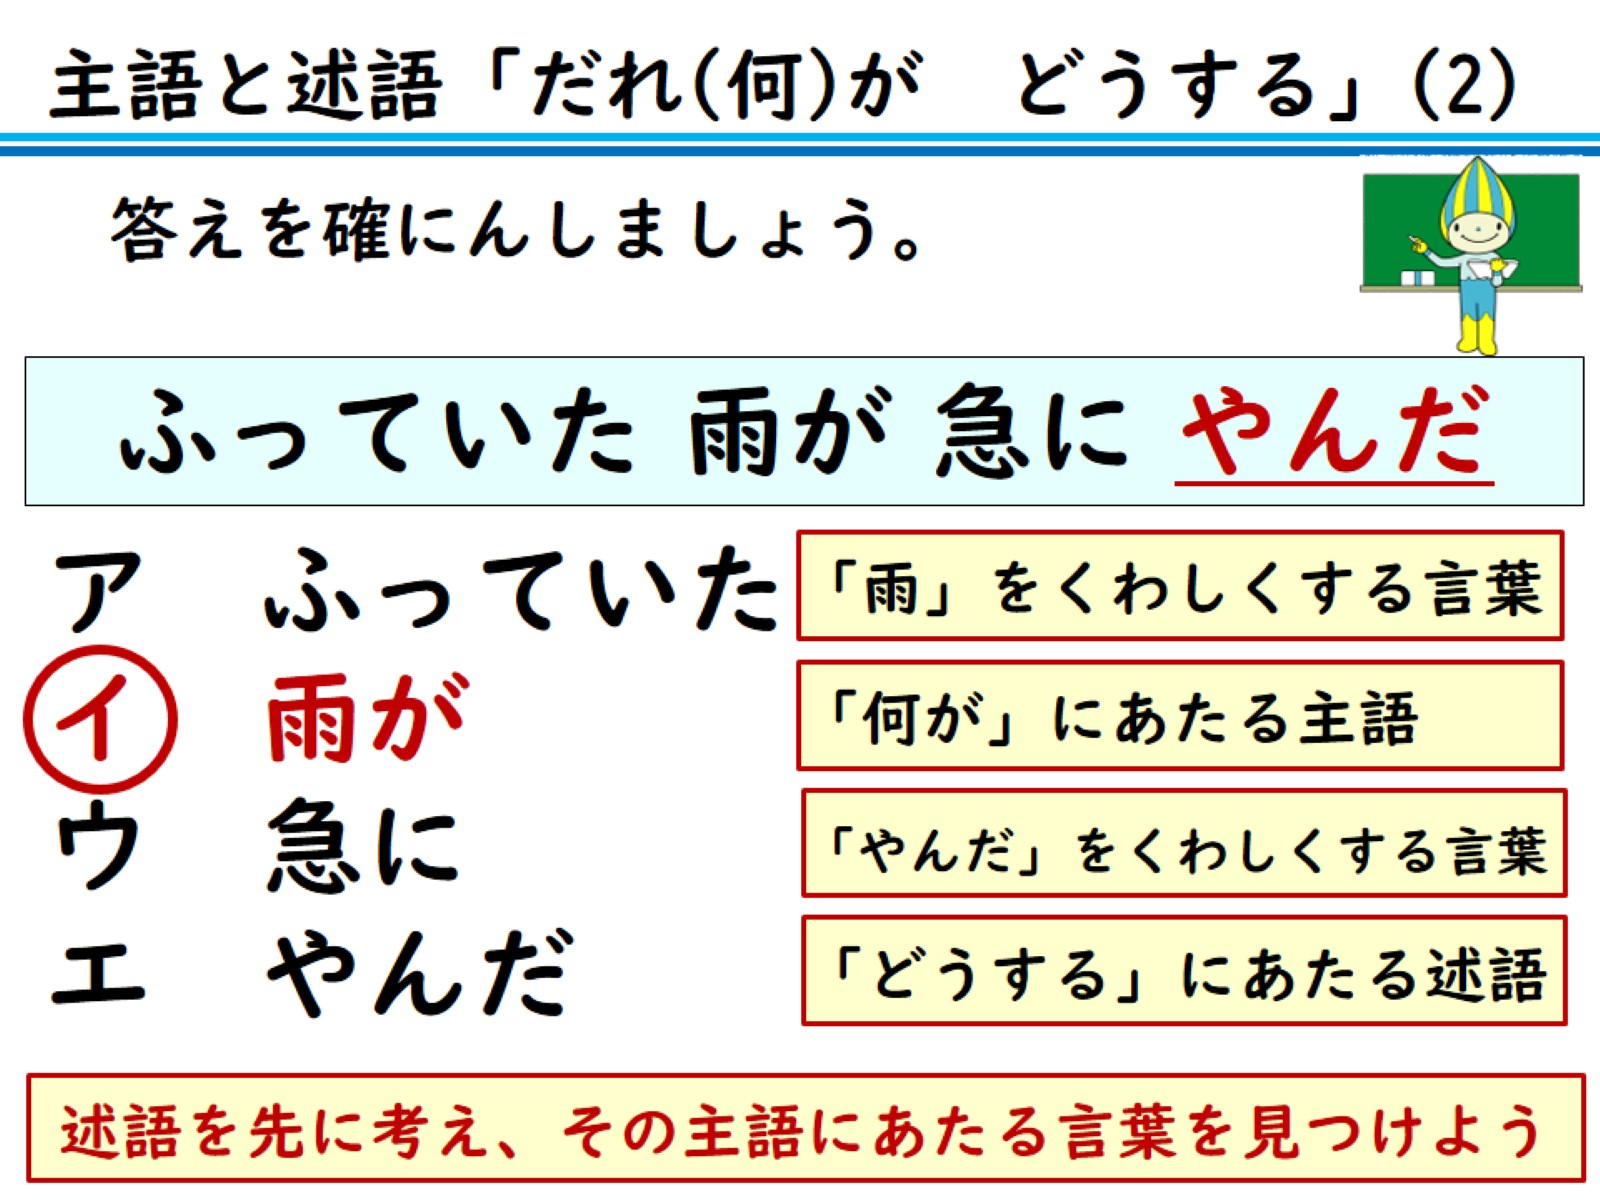 主語と述語「だれ(何)が　どうする」(2)
答えを確にんしましょう。
ふっていた 雨が 急に やんだ
ア　ふっていた　「雨」をくわしくする言葉
イ　雨が　「何が」にあたる主語
ウ　急に　「やんだ」をくわしくする言葉
エ　やんだ　「どうする」にあたる述語
述語を先に考え、その主語にあたる言葉を見つけよう